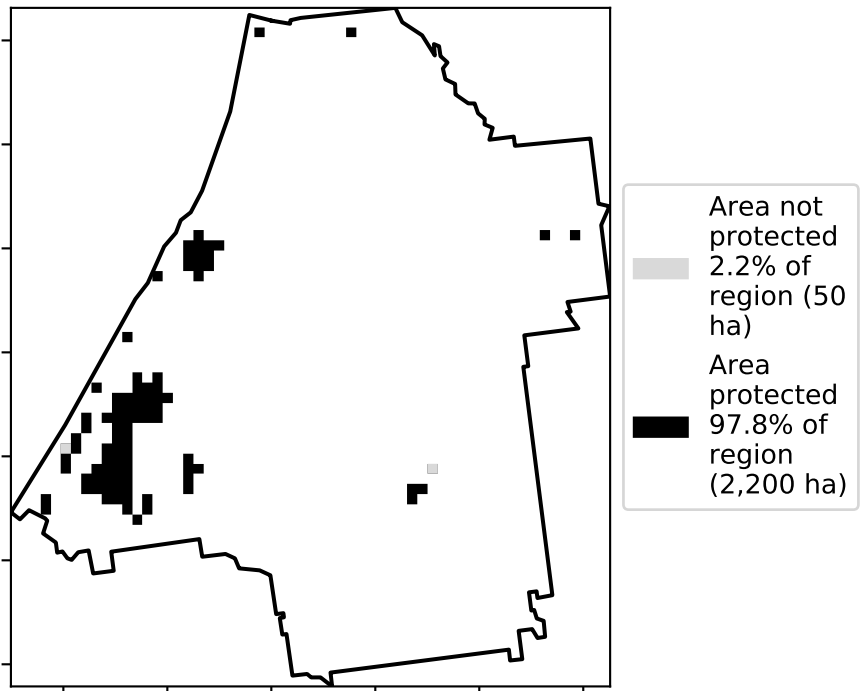 Area not
protected
2.2% of
region (50
ha)
Area
protected
97.8% of
region
(2,200 ha)